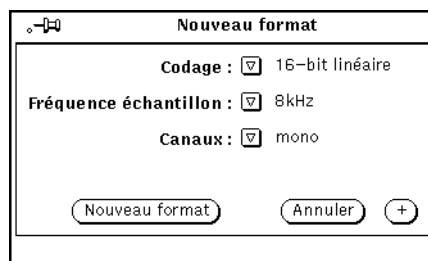 Nouveau format
Codage : 16-bit linéaire
Fréquence échantillon : 8kHz
Canaux : mono
Nouveau format Annuler +